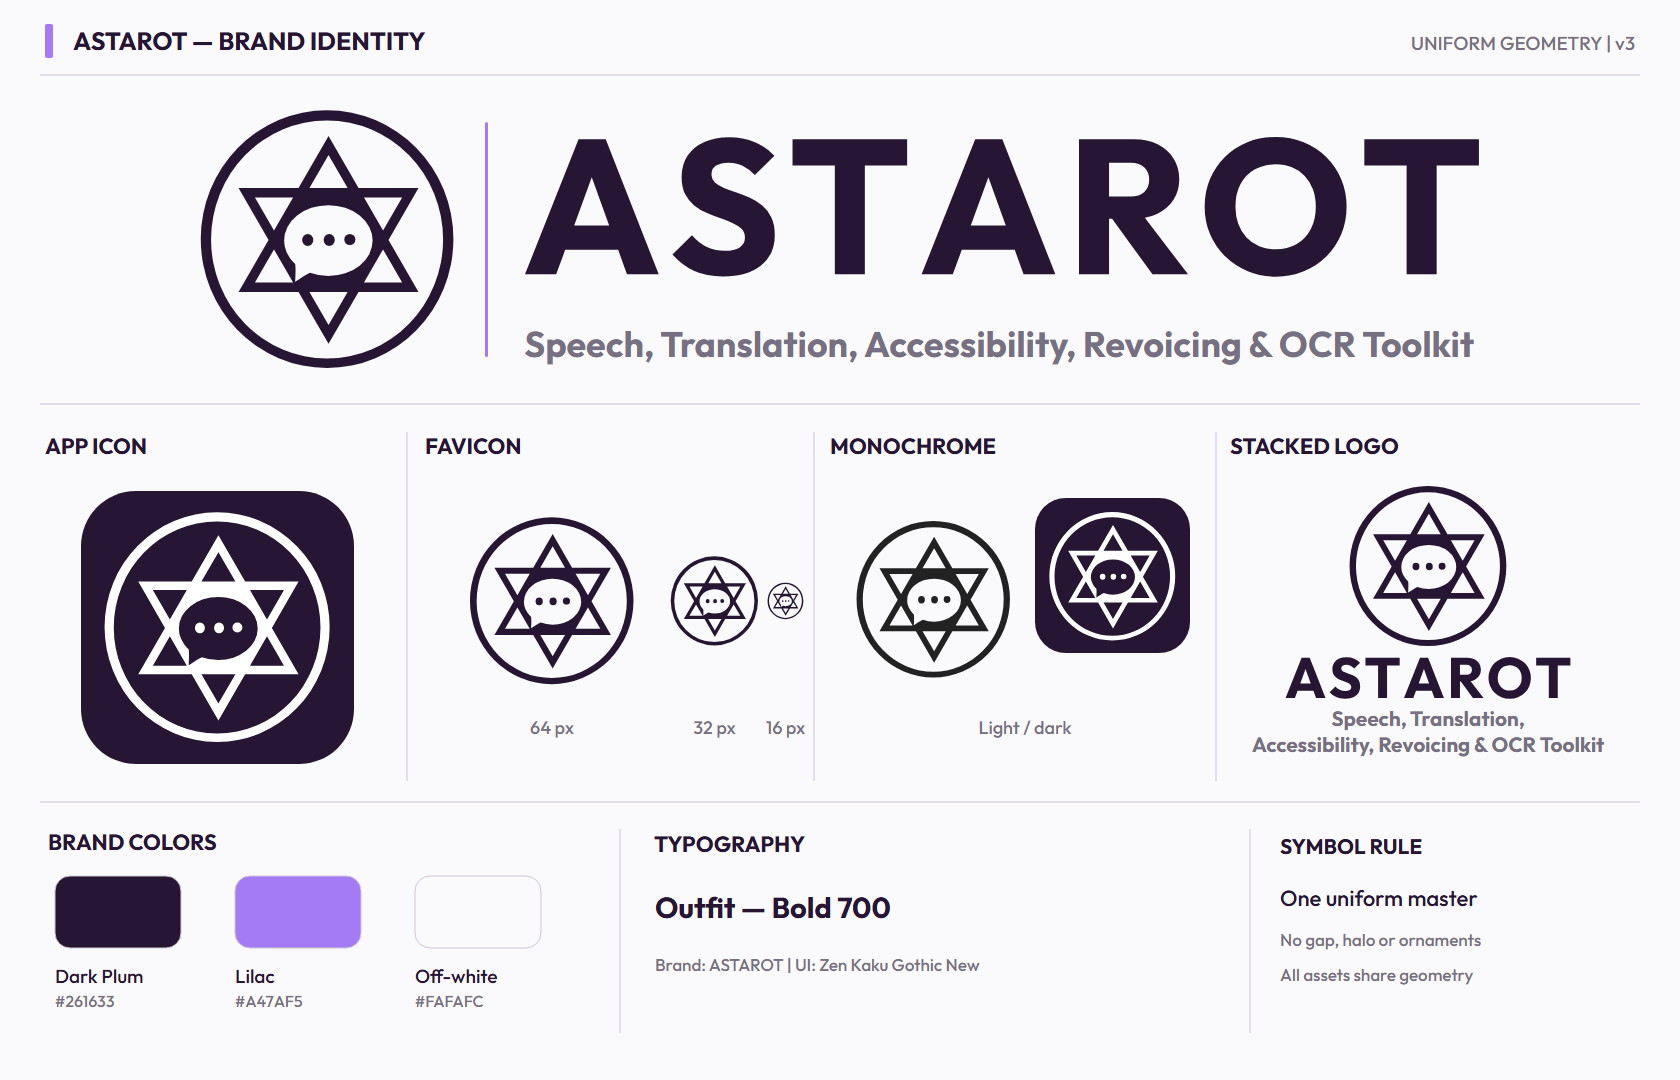 ASTAROT — BRAND IDENTITY
UNIFORM GEOMETRY | v3
ASTAROT
Speech, Translation, Accessibility, Revoicing & OCR Toolkit
APP ICON
FAVICON
64 px
32 px
16 px
MONOCHROME
Light / dark
STACKED LOGO
ASTAROT
Speech, Translation,
Accessibility, Revoicing & OCR Toolkit
BRAND COLORS
Dark Plum
#261633
Lilac
#A47AF5
Off-white
#FAFAFC
TYPOGRAPHY
Outfit — Bold 700
Brand: ASTAROT | UI: Zen Kaku Gothic New
SYMBOL RULE
One uniform master
No gap, halo or ornaments
All assets share geometry